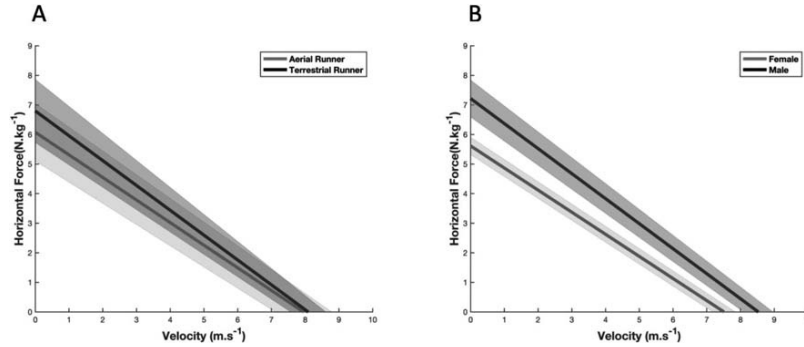 A
Aerial Runner
Terrestrial Runner
Horizontal Force(N.kg-1)
9
8
7
6
5
4
3
2
1
0
0 1 2 3 4 5 6 7 8 9 10
Velocity (m.s-1)
B
Female
Male
Horizontal Force(N.kg-1)
9
8
7
6
5
4
3
2
1
0
0 1 2 3 4 5 6 7 8 9
Velocity (m.s-1)